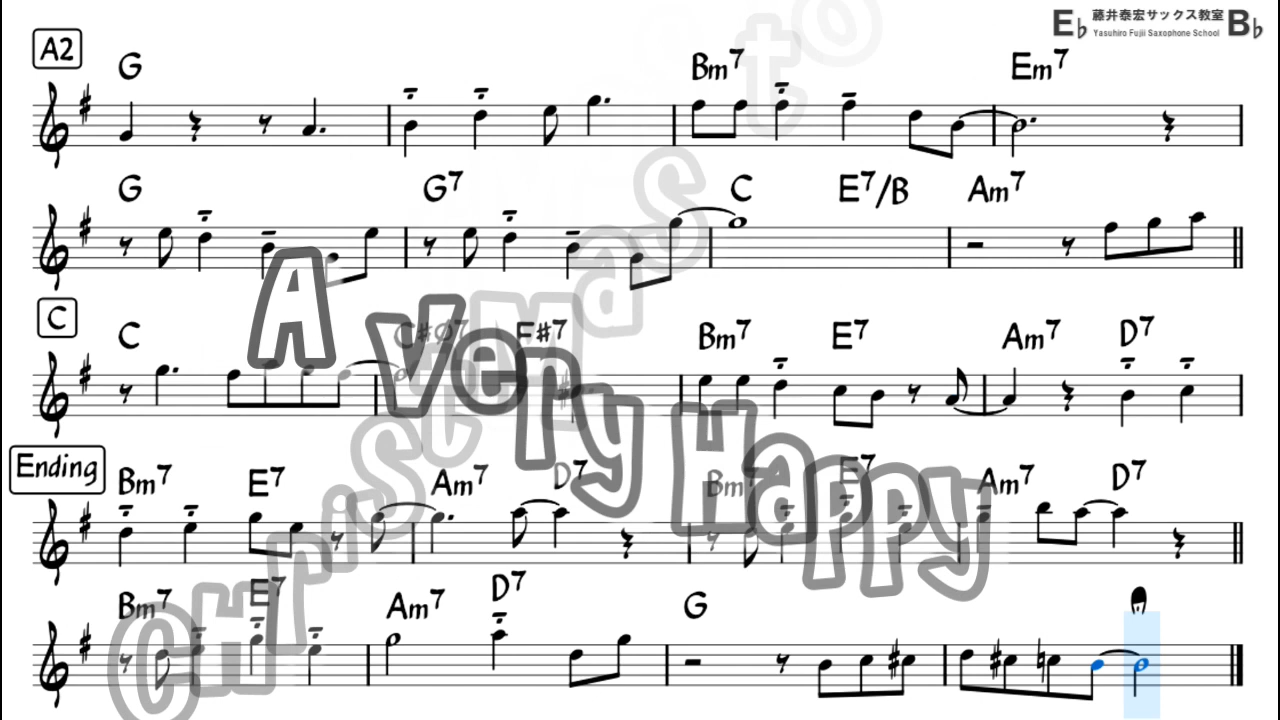 E♭ 藤井泰宏サックス教室 B♭
Yasuhiro Fujii Saxophone School
A2
G Bm7 Em7
G G7 C E7/B Am7
C
C C#ø7 F#7 Bm7 E7 Am7 D7
Ending
Bm7 E7 Am7 D7 Bm7 E7 Am7 D7
Bm7 E7 Am7 D7 G
A Very Happy
Christmas to